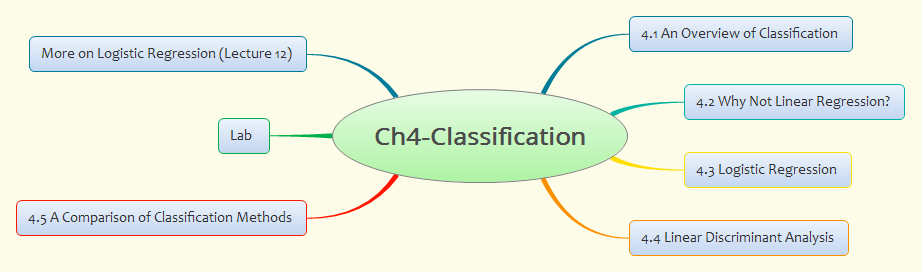 Ch4-Classification
4.1 An Overview of Classification
4.2 Why Not Linear Regression?
4.3 Logistic Regression
4.4 Linear Discriminant Analysis
4.5 A Comparison of Classification Methods
Lab
More on Logistic Regression (Lecture 12)